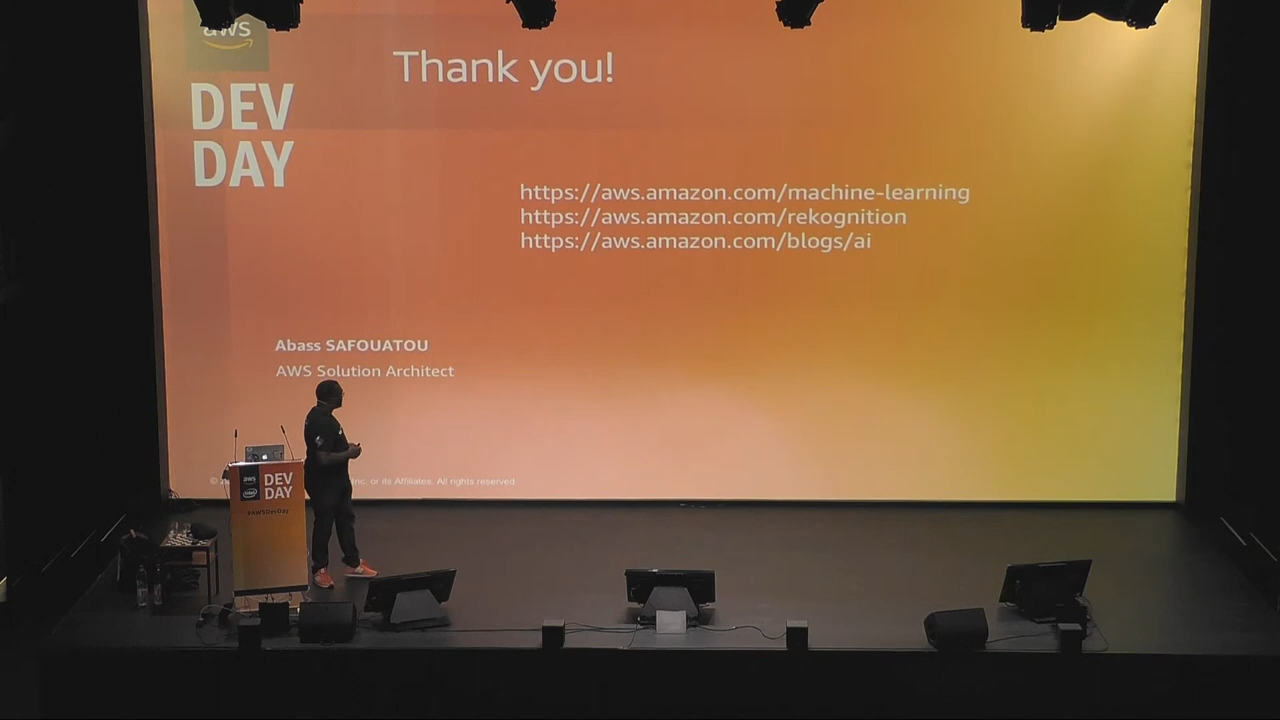 aws
DEV
DAY
Thank you!
https://aws.amazon.com/machine-learning
https://aws.amazon.com/rekognition
https://aws.amazon.com/blogs/ai
Abass SAFOUATOU
AWS Solution Architect
Inc. or its Affiliates. All rights reserved.
aws
intel
DEV
DAY
#AWSDevDay